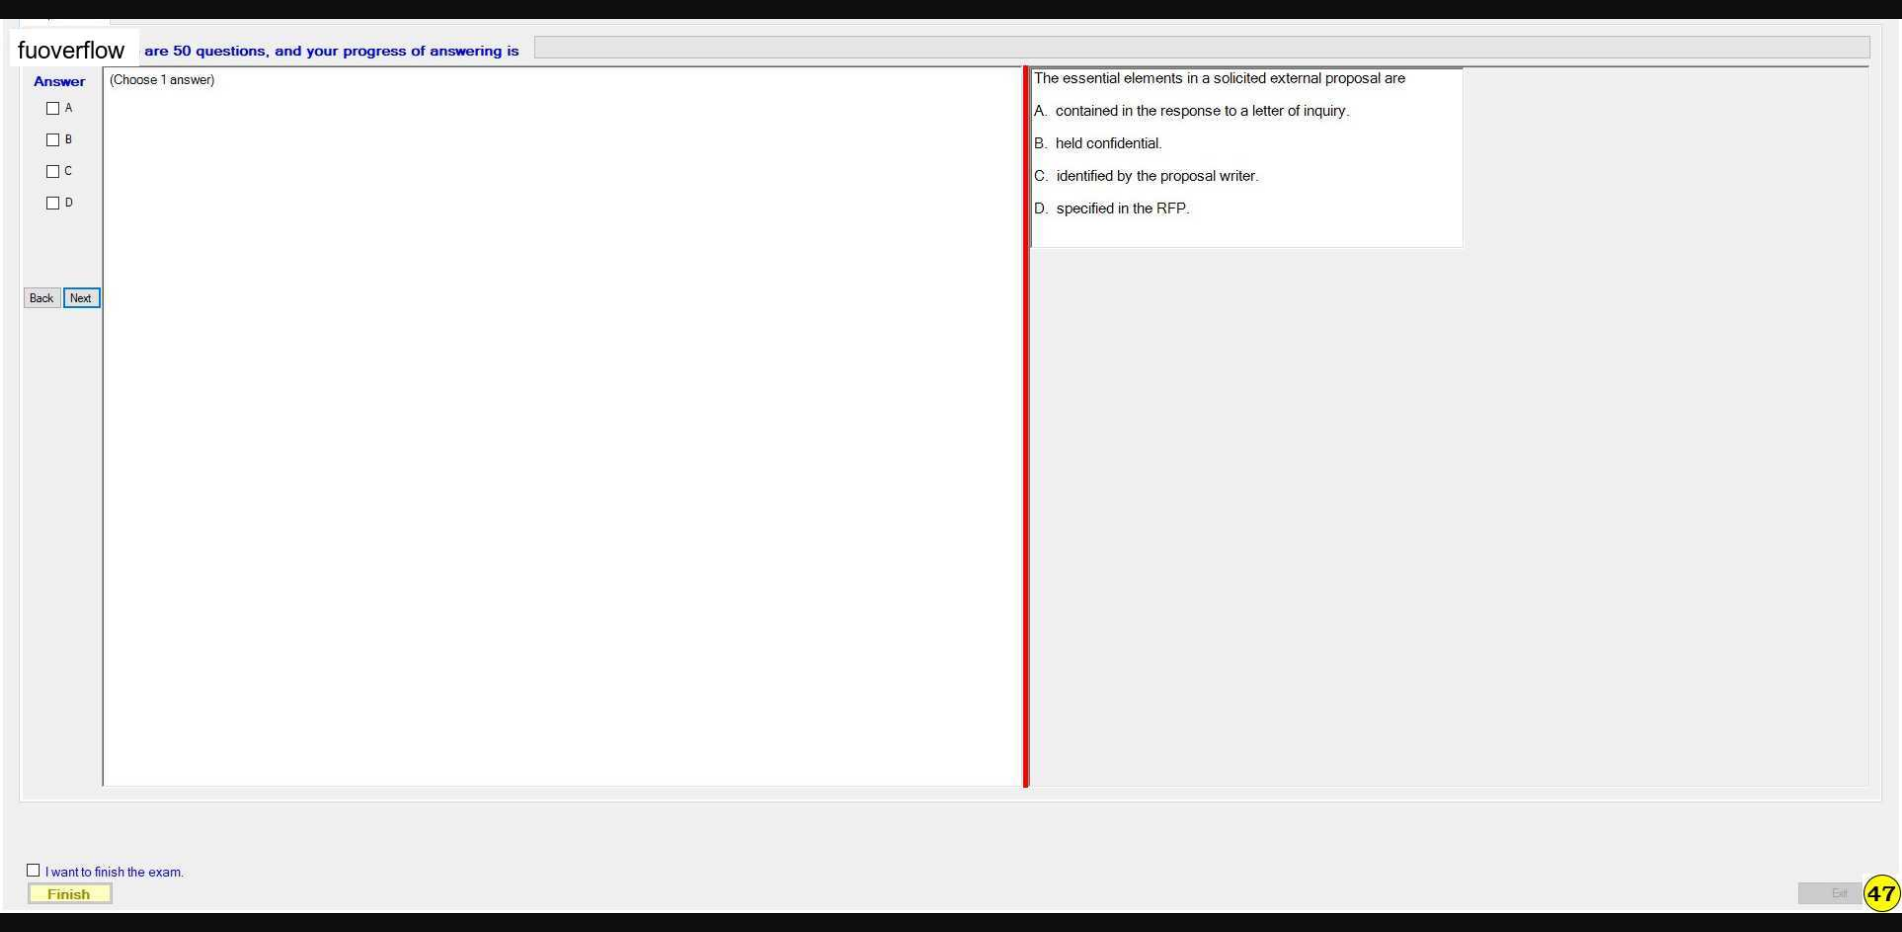 fuoverflow are 50 questions, and your progress of answering is
Answer
A
B
C
D
Back Next
(Choose 1 answer)
The essential elements in a solicited external proposal are
A. contained in the response to a letter of inquiry.
B. held confidential.
C. identified by the proposal writer.
D. specified in the RFP.
I want to finish the exam.
Finish
Exit
47